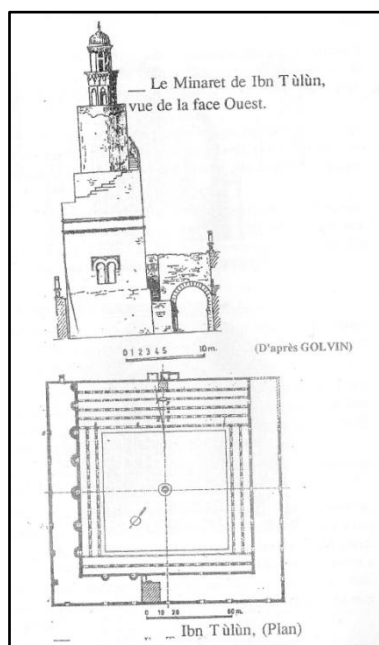 __ Le Minaret de Ibn Tùlùn,
vue de la face Ouest.
0 1 2 3 4 5 10m.
(D'après GOLVIN)
0 10 20
Ibn Tùlùn, (Plan)